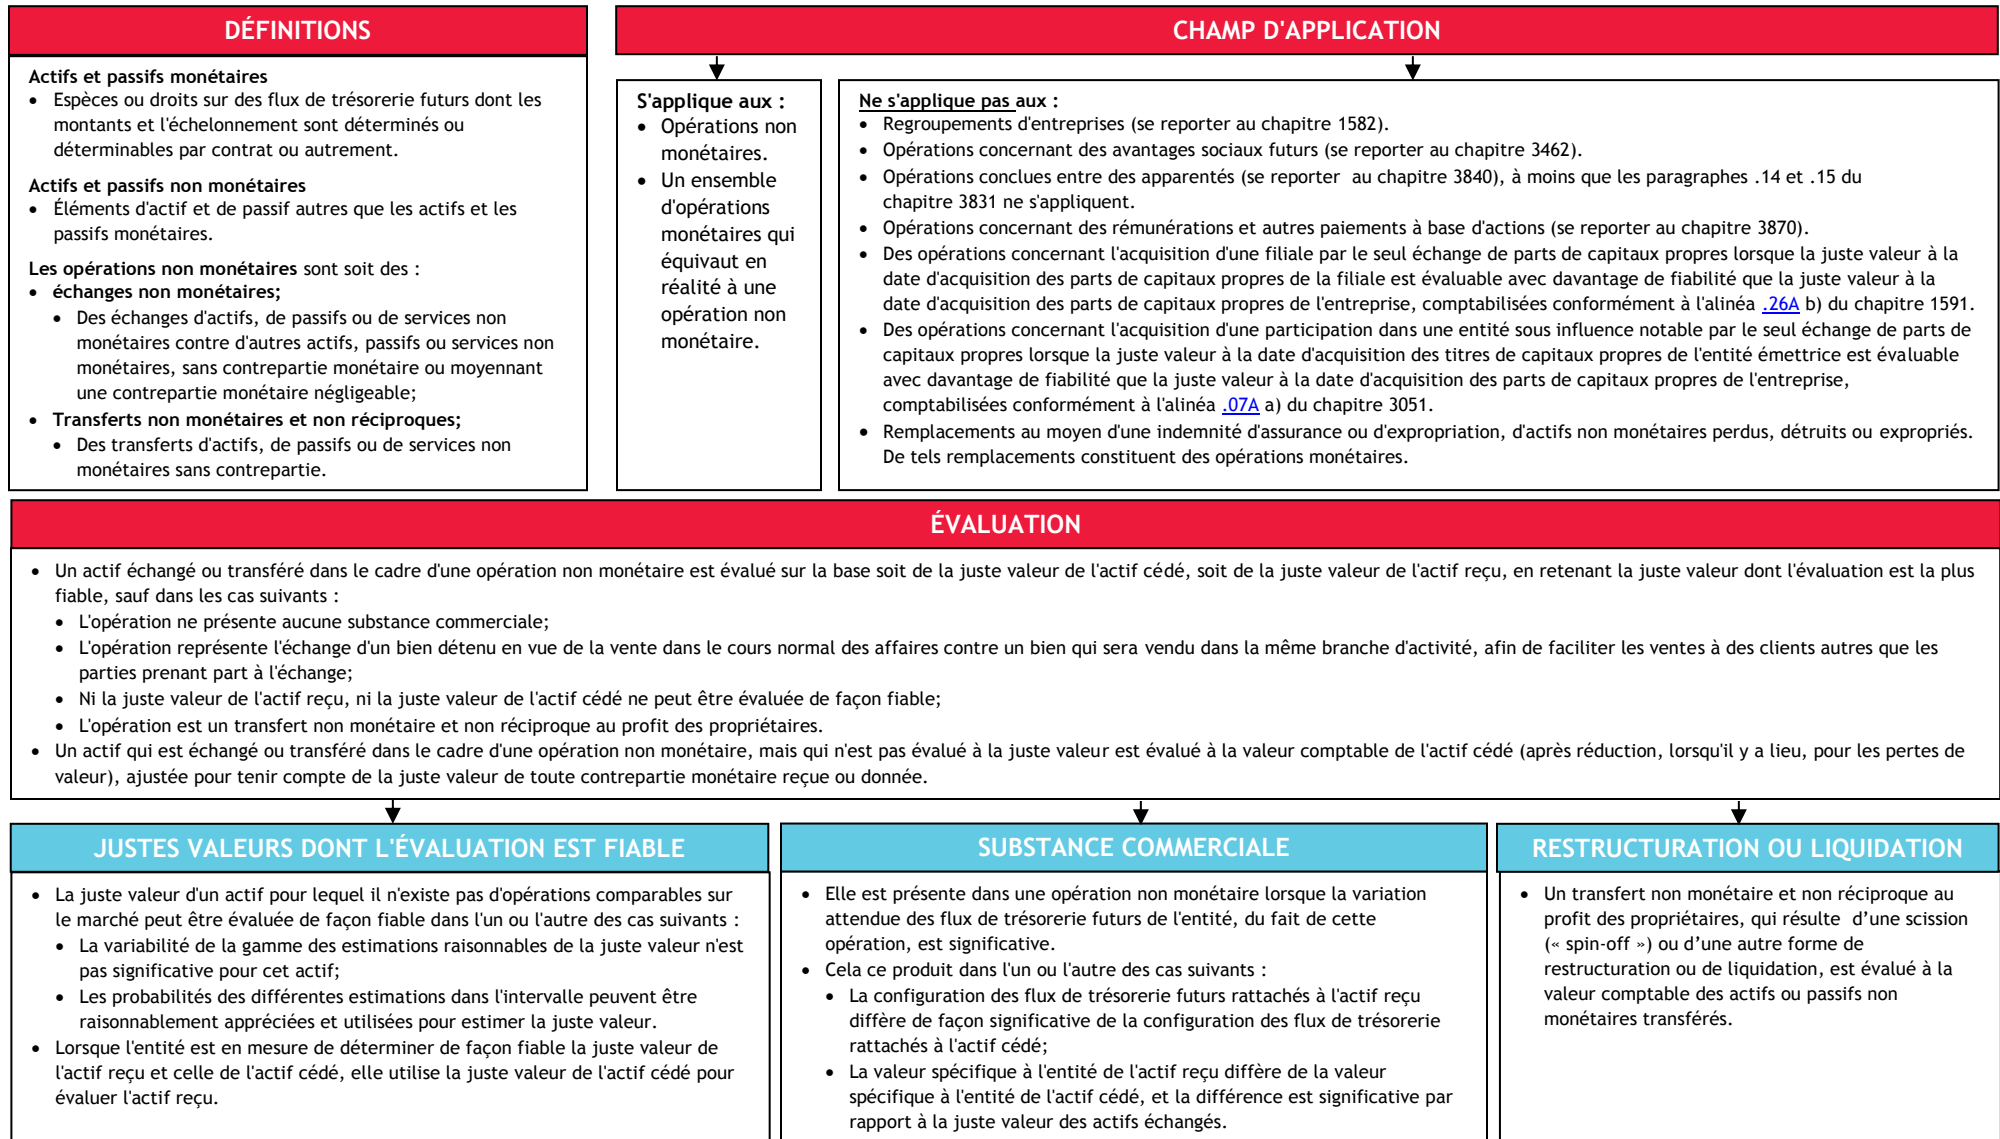 DÉFINITIONS
Actifs et passifs monétaires
• Espèces ou droits sur des flux de trésorerie futurs dont les
montants et l'échelonnement sont déterminés ou
déterminables par contrat ou autrement.
Actifs et passifs non monétaires
• Éléments d'actif et de passif autres que les actifs et les
passifs monétaires.
Les opérations non monétaires sont soit des :
• échanges non monétaires;
• Des échanges d'actifs, de passifs ou de services non
monétaires contre d'autres actifs, passifs ou services non
monétaires, sans contrepartie monétaire ou moyennant
une contrepartie monétaire négligeable;
• Transferts non monétaires et non réciproques;
• Des transferts d'actifs, de passifs ou de services non
monétaires sans contrepartie.
CHAMP D'APPLICATION
S'applique aux :
• Opérations non
monétaires.
• Un ensemble
d'opérations
monétaires qui
équivaut en
réalité à une
opération non
monétaire.
Ne s'applique pas aux :
• Regroupements d'entreprises (se reporter au chapitre 1582).
• Opérations concernant des avantages sociaux futurs (se reporter au chapitre 3462).
• Opérations conclues entre des apparentés (se reporter au chapitre 3840), à moins que les paragraphes .14 et .15 du
chapitre 3831 ne s'appliquent.
• Opérations concernant des rémunérations et autres paiements à base d'actions (se reporter au chapitre 3870).
• Des opérations concernant l'acquisition d'une filiale par le seul échange de parts de capitaux propres lorsque la juste valeur à la
date d'acquisition des parts de capitaux propres de la filiale est évaluable avec davantage de fiabilité que la juste valeur à la
date d'acquisition des parts de capitaux propres de l'entreprise, comptabilisées conformément à l'alinéa .26A b) du chapitre 1591.
• Des opérations concernant l'acquisition d'une participation dans une entité sous influence notable par le seul échange de parts de
capitaux propres lorsque la juste valeur à la date d'acquisition des titres de capitaux propres de l'entité émettrice est évaluable
avec davantage de fiabilité que la juste valeur à la date d'acquisition des parts de capitaux propres de l'entreprise,
comptabilisées conformément à l'alinéa .07A a) du chapitre 3051.
• Remplacements au moyen d'une indemnité d'assurance ou d'expropriation, d'actifs non monétaires perdus, détruits ou expropriés.
De tels remplacements constituent des opérations monétaires.
ÉVALUATION
• Un actif échangé ou transféré dans le cadre d'une opération non monétaire est évalué sur la base soit de la juste valeur de l'actif cédé, soit de la juste valeur de l'actif reçu, en retenant la juste valeur dont l'évaluation est la plus
fiable, sauf dans les cas suivants :
• L'opération ne présente aucune substance commerciale;
• L'opération représente l'échange d'un bien détenu en vue de la vente dans le cours normal des affaires contre un bien qui sera vendu dans la même branche d'activité, afin de faciliter les ventes à des clients autres que les
parties prenant part à l'échange;
• Ni la juste valeur de l'actif reçu, ni la juste valeur de l'actif cédé ne peut être évaluée de façon fiable;
• L'opération est un transfert non monétaire et non réciproque au profit des propriétaires.
• Un actif qui est échangé ou transféré dans le cadre d'une opération non monétaire, mais qui n'est pas évalué à la juste valeur est évalué à la valeur comptable de l'actif cédé (après réduction, lorsqu'il y a lieu, pour les pertes de
valeur), ajustée pour tenir compte de la juste valeur de toute contrepartie monétaire reçue ou donnée.
JUSTES VALEURS DONT L'ÉVALUATION EST FIABLE
• La juste valeur d'un actif pour lequel il n'existe pas d'opérations comparables sur
le marché peut être évaluée de façon fiable dans l'un ou l'autre des cas suivants :
• La variabilité de la gamme des estimations raisonnables de la juste valeur n'est
pas significative pour cet actif;
• Les probabilités des différentes estimations dans l'intervalle peuvent être
raisonnablement appréciées et utilisées pour estimer la juste valeur.
• Lorsque l'entité est en mesure de déterminer de façon fiable la juste valeur de
l'actif reçu et celle de l'actif cédé, elle utilise la juste valeur de l'actif cédé pour
évaluer l'actif reçu.
SUBSTANCE COMMERCIALE
• Elle est présente dans une opération non monétaire lorsque la variation
attendue des flux de trésorerie futurs de l'entité, du fait de cette
opération, est significative.
• Cela ce produit dans l'un ou l'autre des cas suivants :
• La configuration des flux de trésorerie futurs rattachés à l'actif reçu
diffère de façon significative de la configuration des flux de trésorerie
rattachés à l'actif cédé;
• La valeur spécifique à l'entité de l'actif reçu diffère de la valeur
spécifique à l'entité de l'actif cédé, et la différence est significative par
rapport à la juste valeur des actifs échangés.
RESTRUCTURATION OU LIQUIDATION
• Un transfert non monétaire et non réciproque au
profit des propriétaires, qui résulte d’une scission
(« spin-off ») ou d’une autre forme de
restructuration ou de liquidation, est évalué à la
valeur comptable des actifs ou passifs non
monétaires transférés.